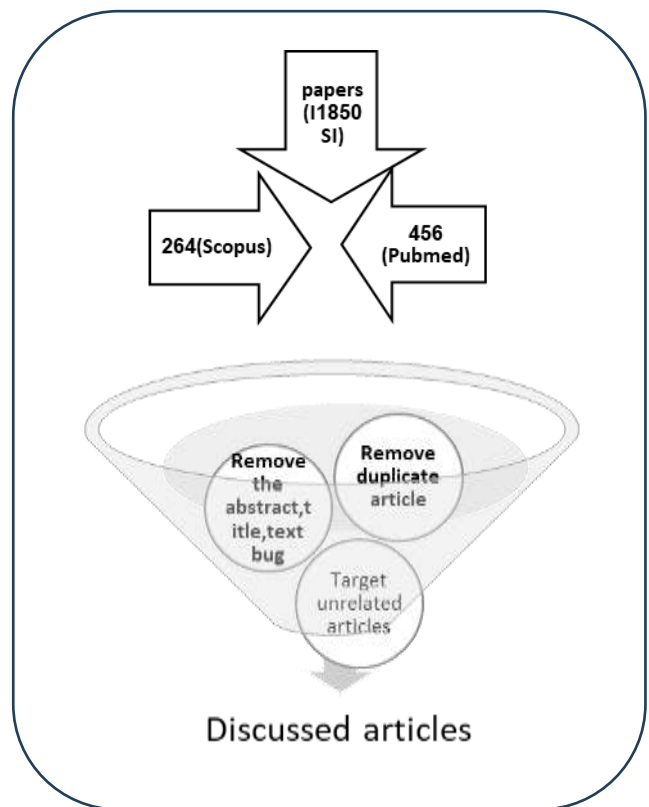 papers
(I1850
SI)
264(Scopus)
456
(Pubmed)
Remove
the
abstract,t
itle,text
bug
Remove
duplicate
article
Target
unrelated
articles
Discussed articles